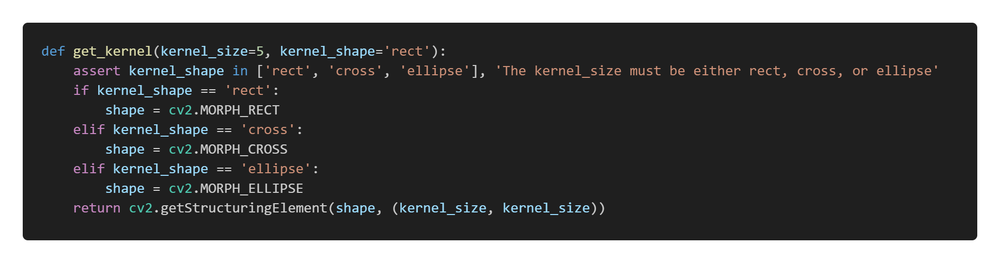 def get_kernel(kernel_size=5, kernel_shape='rect'):
    assert kernel_shape in ['rect', 'cross', 'ellipse'], 'The kernel_size must be either rect, cross, or ellipse'
    if kernel_shape == 'rect':
        shape = cv2.MORPH_RECT
    elif kernel_shape == 'cross':
        shape = cv2.MORPH_CROSS
    elif kernel_shape == 'ellipse':
        shape = cv2.MORPH_ELLIPSE
    return cv2.getStructuringElement(shape, (kernel_size, kernel_size))